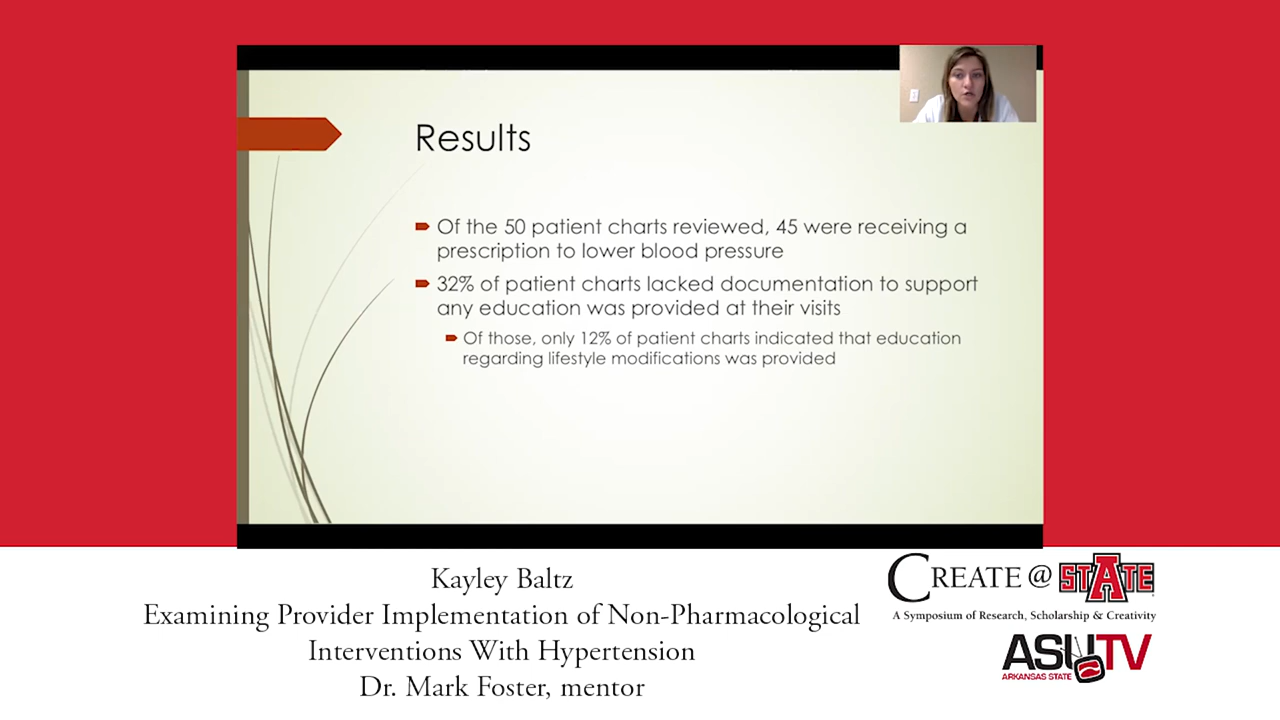 Results
Of the 50 patient charts reviewed, 45 were receiving a
prescription to lower blood pressure
32% of patient charts lacked documentation to support
any education was provided at their visits
Of those, only 12% of patient charts indicated that education
regarding lifestyle modifications was provided
Kayley Baltz
Examining Provider Implementation of Non-Pharmacological
Interventions With Hypertension
Dr. Mark Foster, mentor
CREATE @ STATE
A Symposium of Research, Scholarship & Creativity
ASUTV
ARKANSAS STATE